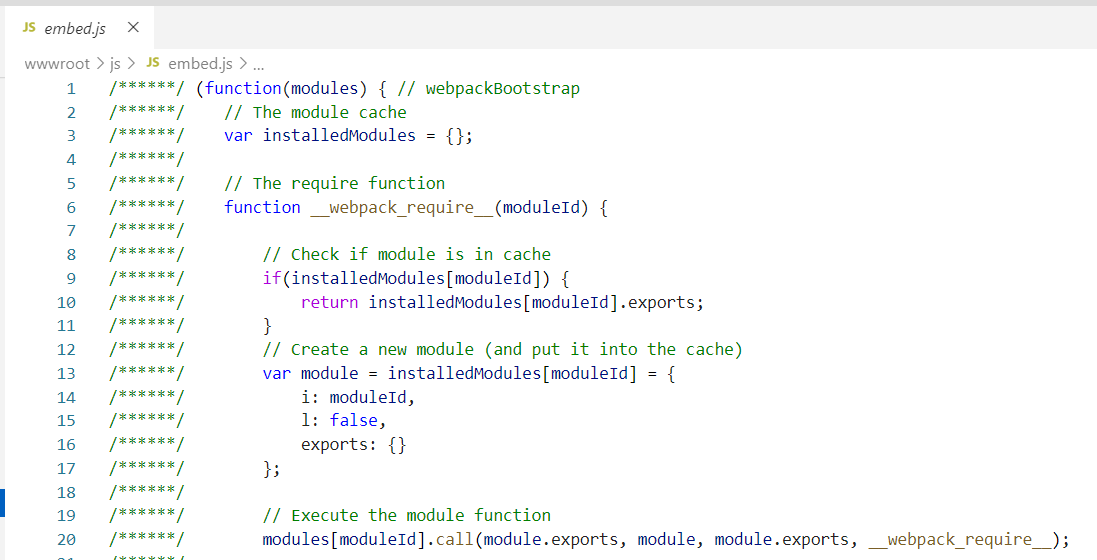 JS embed.js ×
wwwroot > js > JS embed.js > ...
1 /******/ (function(modules) { // webpackBootstrap
2 /******/ // The module cache
3 /******/ var installedModules = {};
4 /******/
5 /******/ // The require function
6 /******/ function __webpack_require__(moduleId) {
7 /******/
8 /******/ // Check if module is in cache
9 /******/ if(installedModules[moduleId]) {
10 /******/ return installedModules[moduleId].exports;
11 /******/ }
12 /******/ // Create a new module (and put it into the cache)
13 /******/ var module = installedModules[moduleId] = {
14 /******/ i: moduleId,
15 /******/ l: false,
16 /******/ exports: {}
17 /******/ };
18 /******/
19 /******/ // Execute the module function
20 /******/ modules[moduleId].call(module.exports, module, module.exports, __webpack_require__);